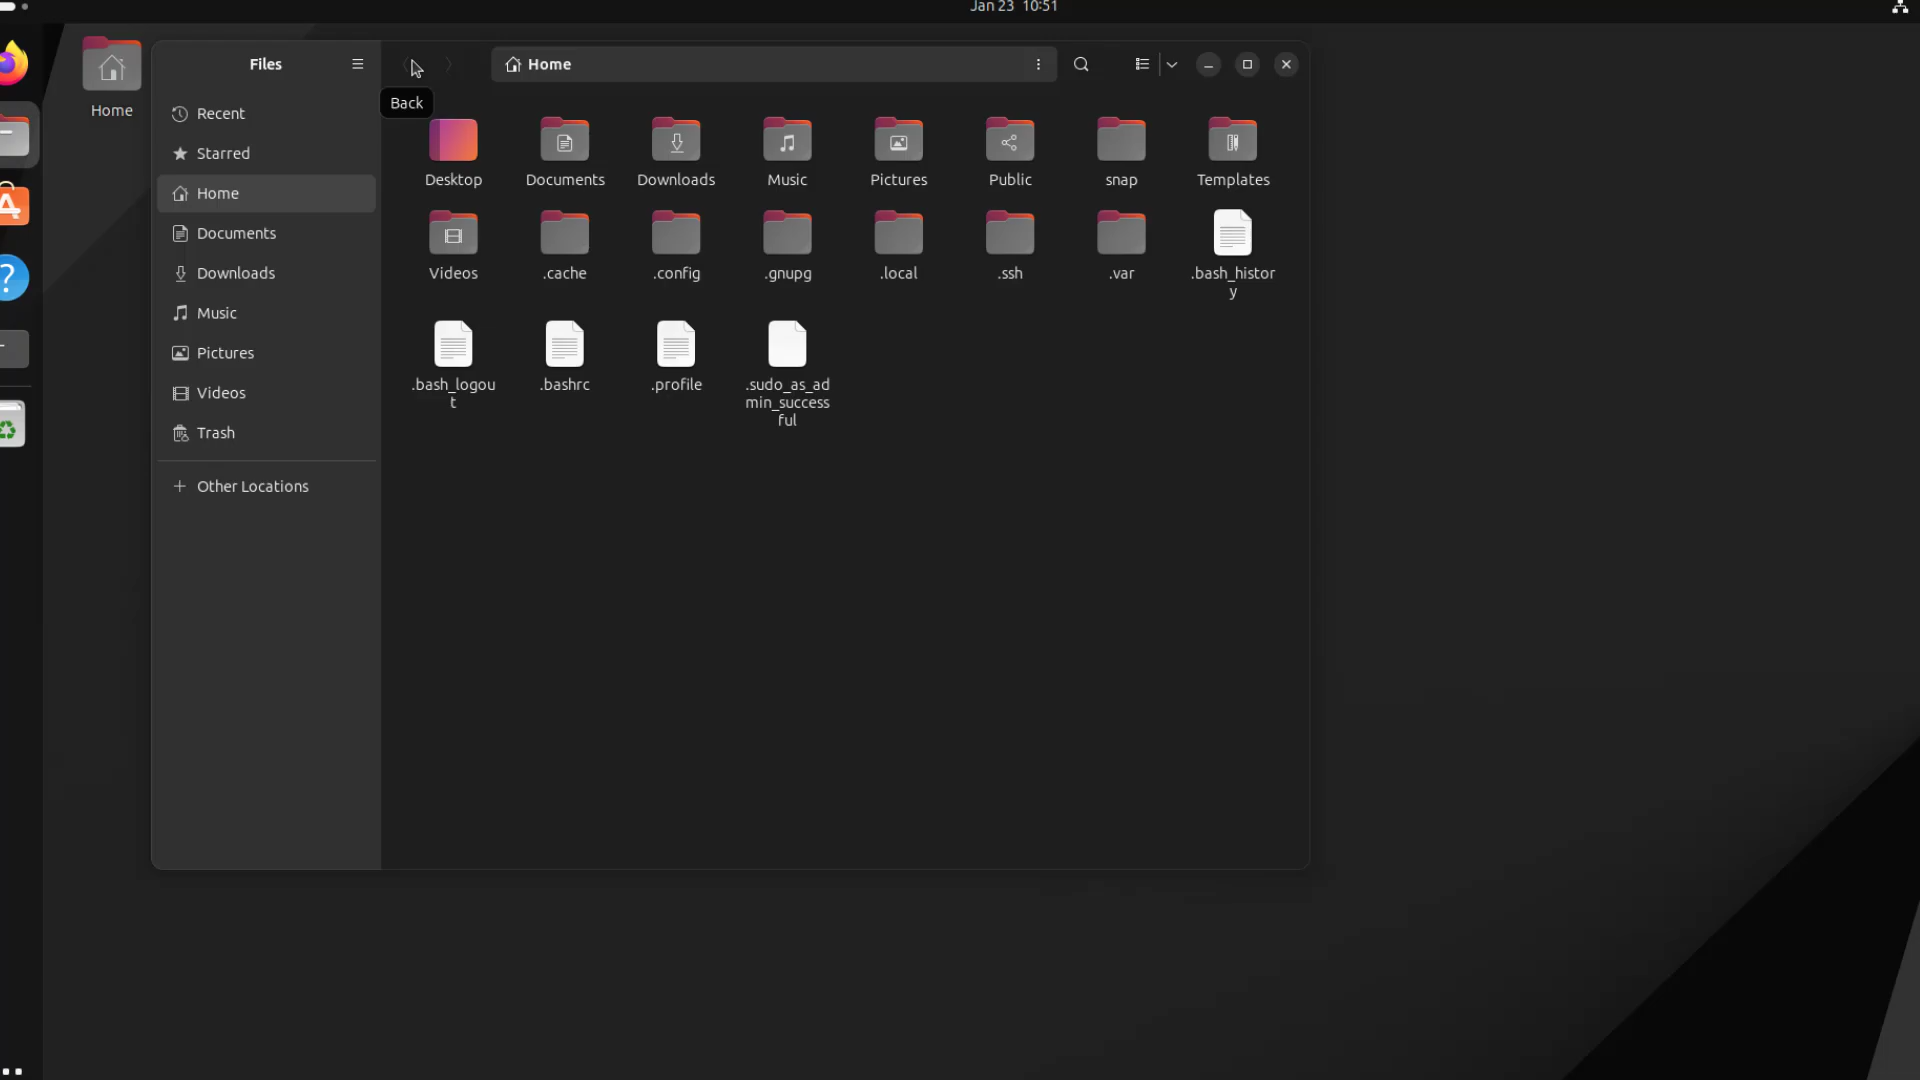 Jan 23 10:51
Home
Files
Home
Back
Recent
Starred
Home
Documents
Downloads
Music
Pictures
Videos
Trash
Other Locations
Desktop
Documents
Downloads
Music
Pictures
Public
snap
Templates
Videos
.cache
.config
.gnupg
.local
.ssh
.var
.bash_histor
y
.bash_logou
t
.bashrc
.profile
.sudo_as_ad
min_success
ful